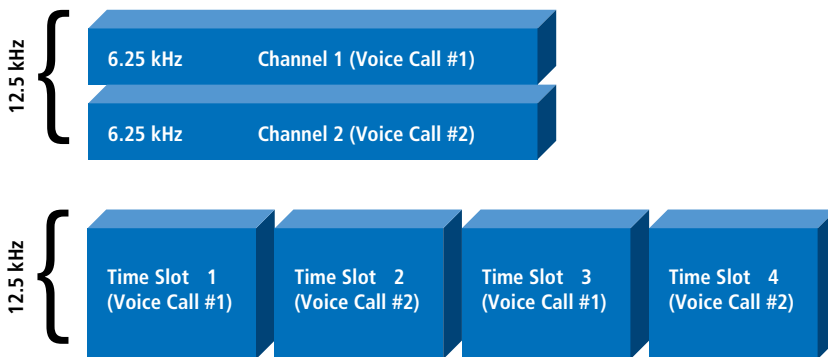 12.5 kHz
6.25 kHz Channel 1 (Voice Call #1)
6.25 kHz Channel 2 (Voice Call #2)
12.5 kHz
Time Slot 1
(Voice Call #1)
Time Slot 2
(Voice Call #2)
Time Slot 3
(Voice Call #1)
Time Slot 4
(Voice Call #2)